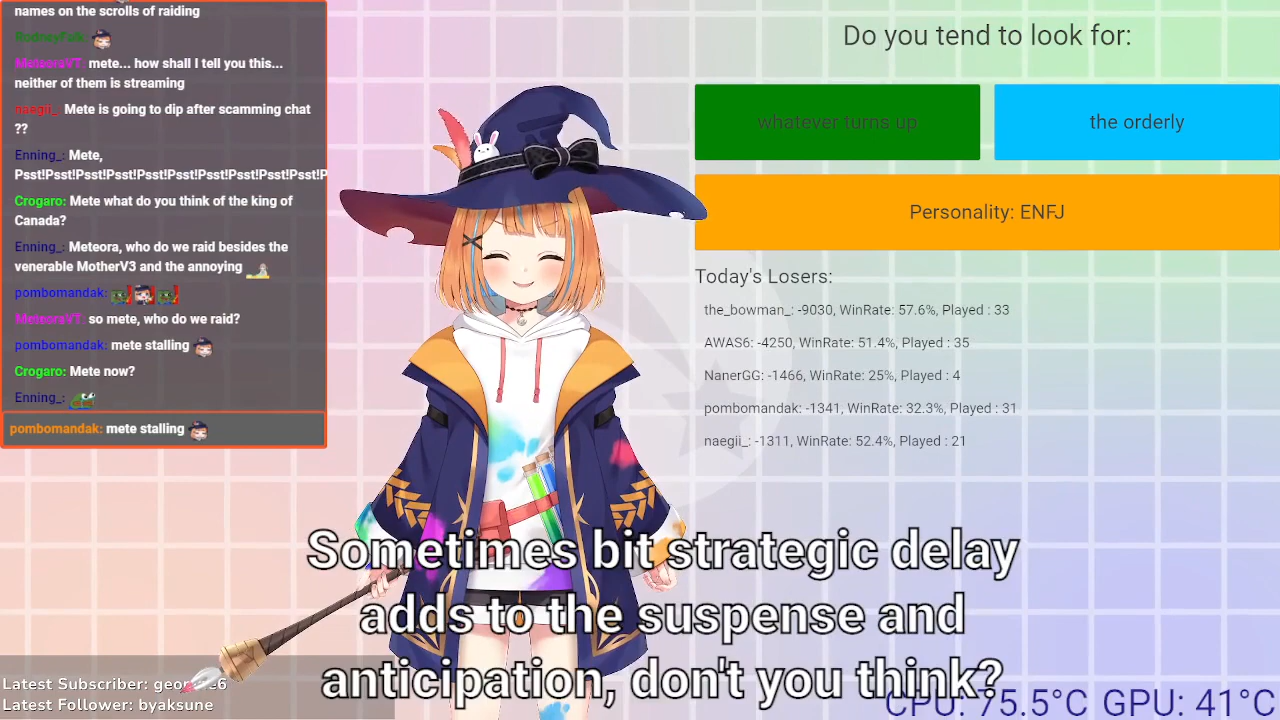 names on the scrolls of raiding
RodneyFolk:
MeteoraVT: mete... how shall I tell you this...
neither of them is streaming
naegii_: Mete is going to dip after scamming chat
??
Enning_: Mete,
Psst!Psst!Psst!Psst!Psst!Psst!Psst!Psst!Psst!Psst!P
Crogaro: Mete what do you think of the king of
Canada?
Enning_: Meteora, who do we raid besides the
venerable MotherV3 and the annoying
pombomandak:
MeteoraVT: so mete, who do we raid?
pombomandak: mete stalling
Crogaro: Mete now?
Enning_:
pombomandak: mete stalling
Do you tend to look for:
whatever turns up
the orderly
Personality: ENFJ
Today's Losers:
the_bowman_: -9030, WinRate: 57.6%, Played : 33
AWAS6: -4250, WinRate: 51.4%, Played : 35
NanerGG: -1466, WinRate: 25%, Played : 4
pombomandak: -1341, WinRate: 32.3%, Played : 31
naegii_: -1311, WinRate: 52.4%, Played : 21
Sometimes bit strategic delay
adds to the suspense and
anticipation, don't you think?
Latest Subscriber:
Latest Follower: byaksune
CPU: 75.5°C GPU: 41°C